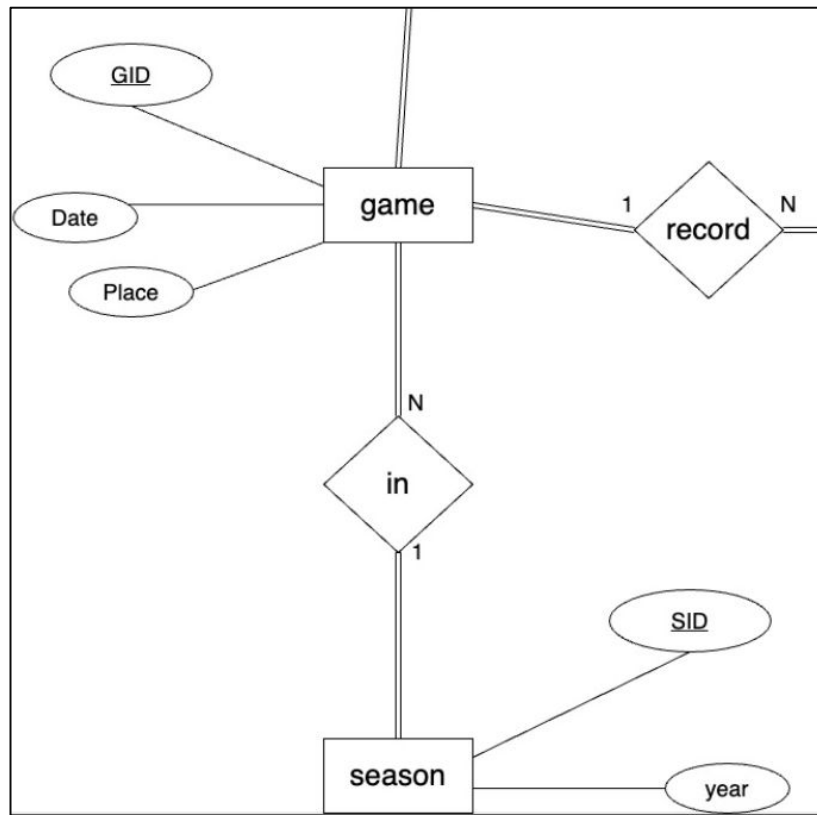 GID
Date
game
1
record
N
Place
N
in
1
SID
season
year